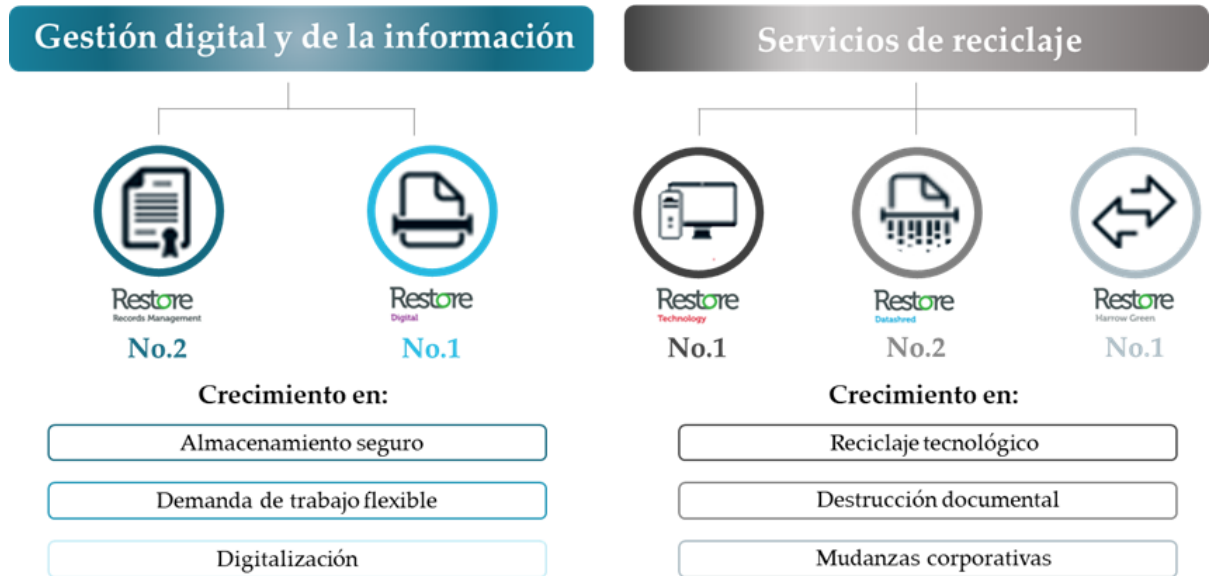 Gestión digital y de la información
Servicios de reciclaje
Restore
Records Management
No.2
Restore
Digital
No.1
Restore
Technology
No.1
Restore
Datashred
No.2
Restore
Harrow Green
No.1
Crecimiento en:
Almacenamiento seguro
Demanda de trabajo flexible
Digitalización
Crecimiento en:
Reciclaje tecnológico
Destrucción documental
Mudanzas corporativas